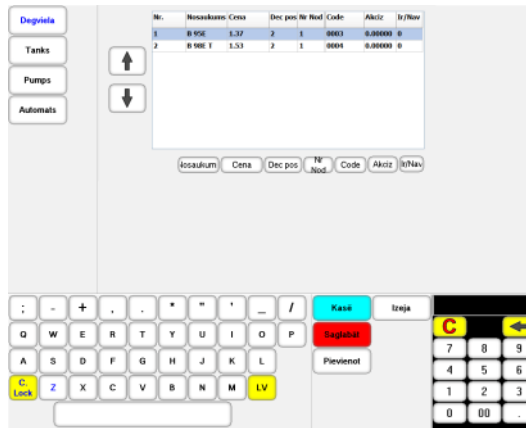 Degviela
Tanks
Pumps
Automats
Nr. Nosaukums Cena Dec pos Nr Nod Code Akciz Ir/Nav
1 B 95E 1.37 2 1 0003 0.00000 0
2 B 98E T 1.53 2 1 0004 0.00000 0
Nosaukum Cena Dec pos Nr Nod Code Akciz Ir/Nav
; - + , . * " ' _ /
Q W E R T Y U I O P
A S D F G H J K L
C. Lock Z X C V B N M LV
Kasē Izeja
Saglabāt
Pievienot
C
7 8 9
4 5 6
1 2 3
0 00 .